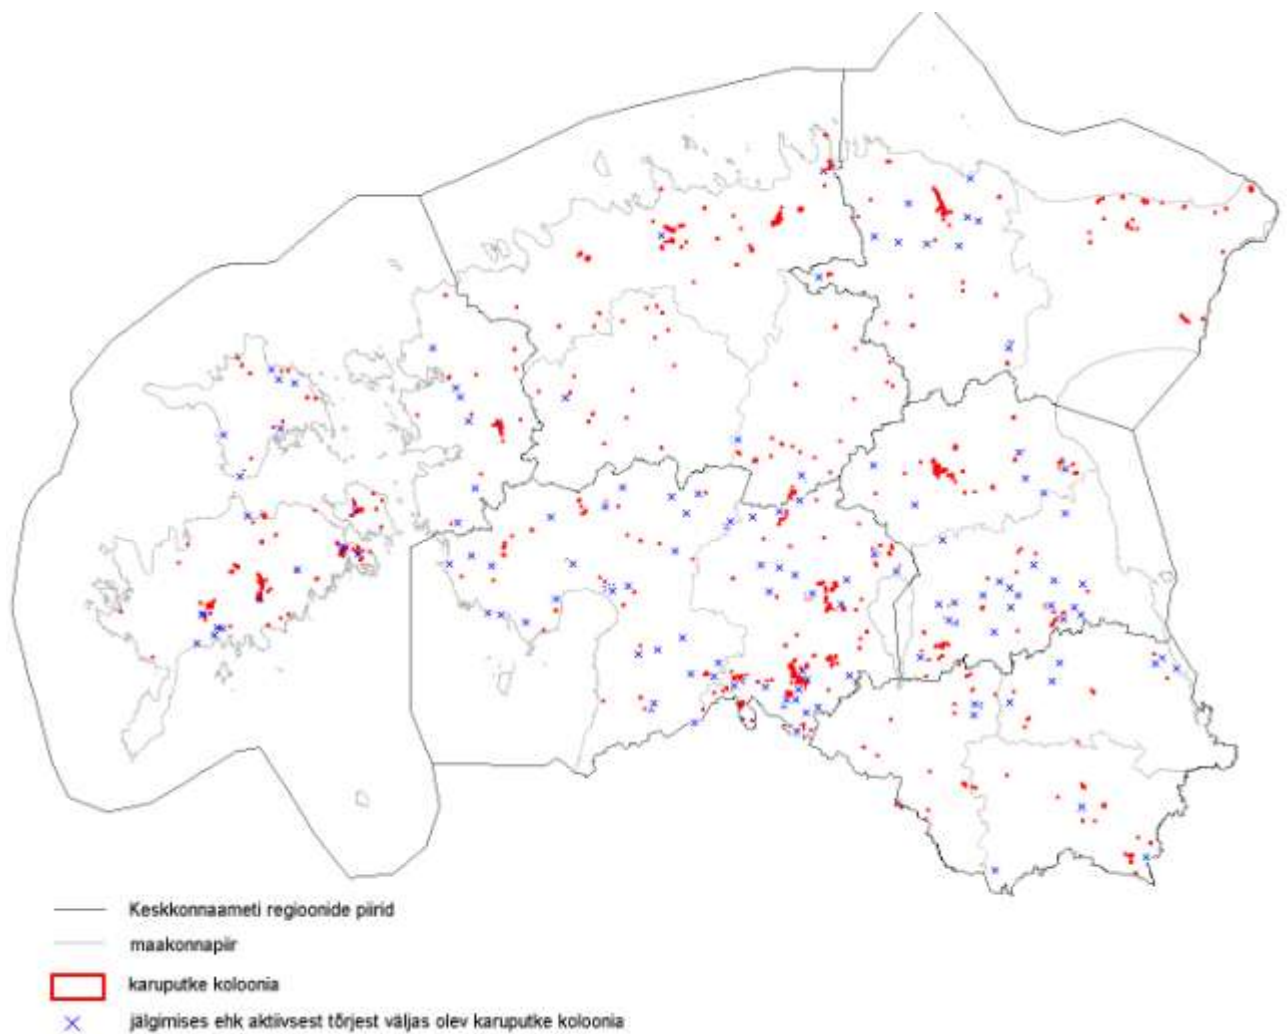 Keskkonnaameti regioonide piirid
maakonnapiir
karuputke koloonia
jälgimises ehk aktiivsest tõrjest väljas olev karuputke koloonia